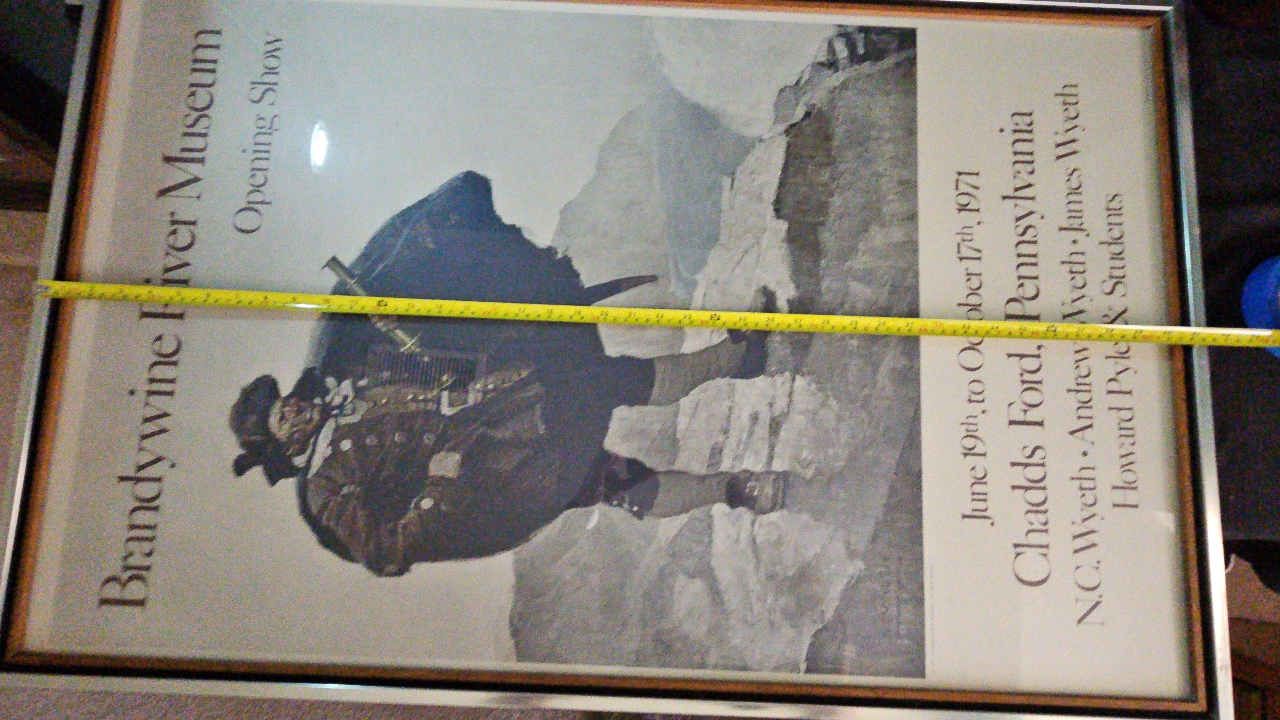 Brandywine River Museum
Opening Show
June 19th, to October 17th, 1971
Chadds Ford, Pennsylvania
N.C. Wyeth • Andrew Wyeth • James Wyeth
Howard Pyle & Students